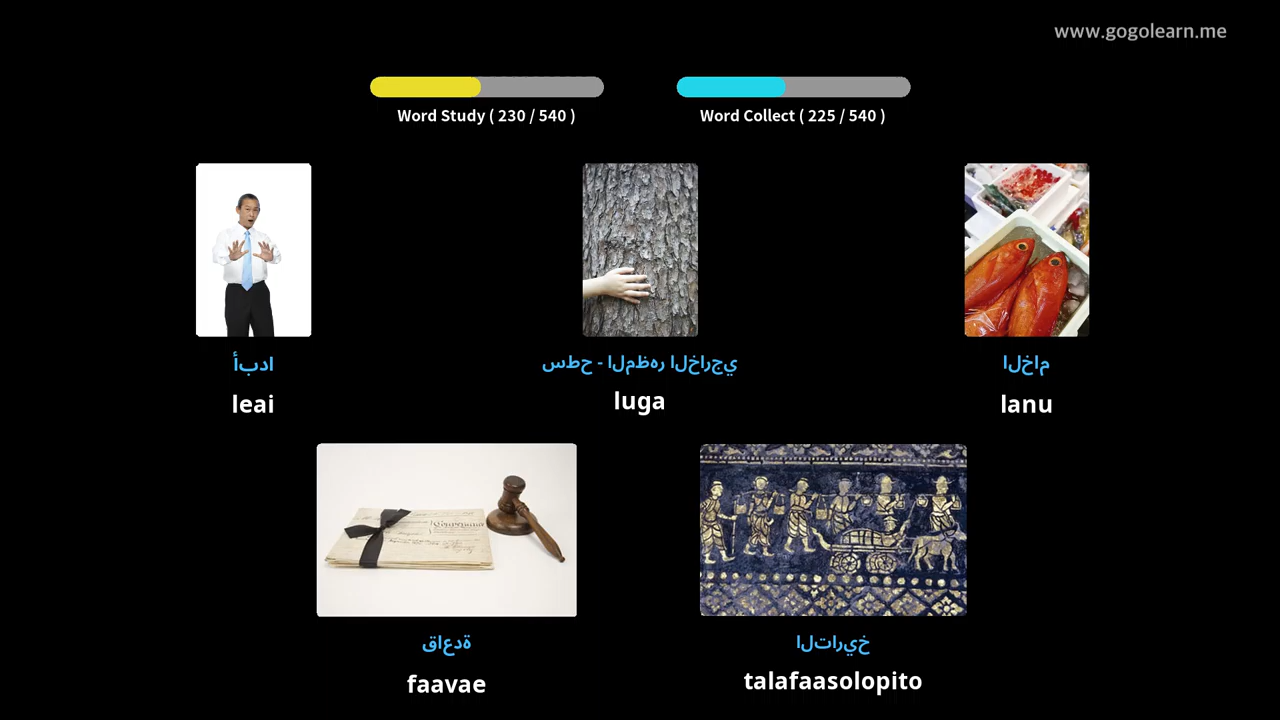 www.gogolearn.me
Word Study ( 230 / 540 )
Word Collect ( 225 / 540 )
أبدا
leai
سطح - المظهر الخارجي
luga
الخام
lanu
قاعدة
faavae
التاريخ
talafaasolopito